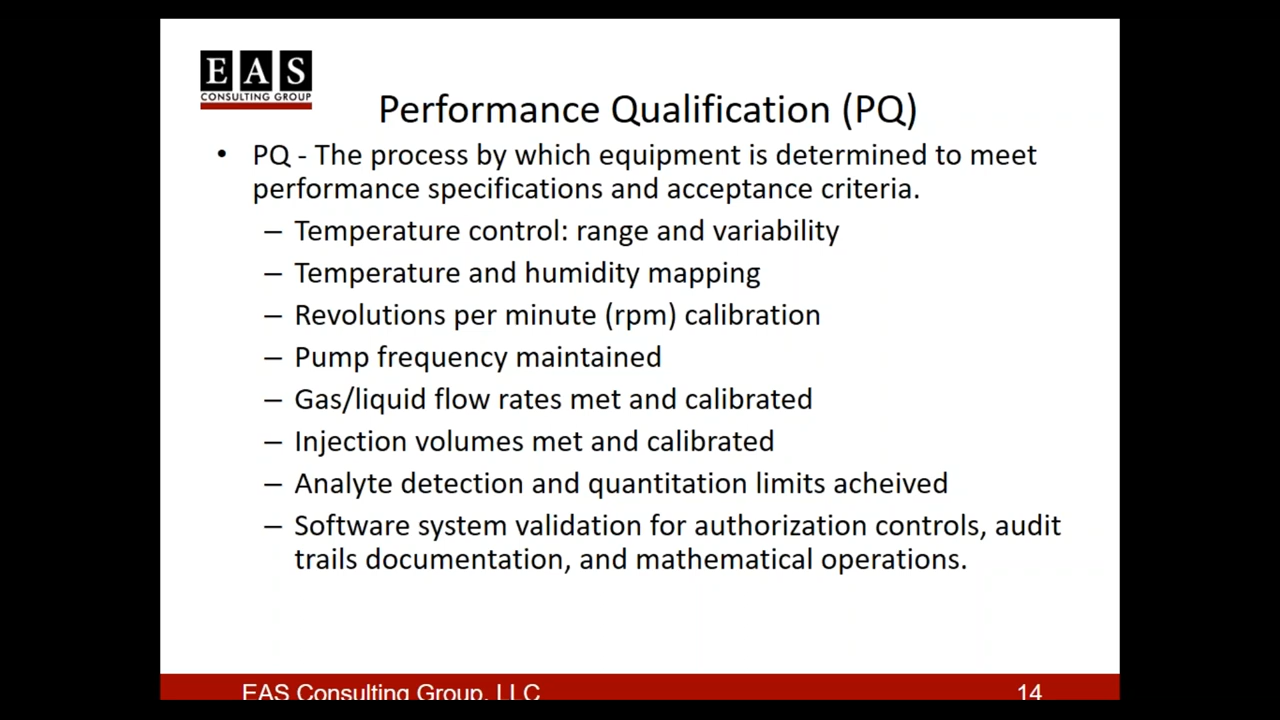 EAS
CONSULTING GROUP
Performance Qualification (PQ)
• PQ - The process by which equipment is determined to meet
performance specifications and acceptance criteria.
– Temperature control: range and variability
– Temperature and humidity mapping
– Revolutions per minute (rpm) calibration
– Pump frequency maintained
– Gas/liquid flow rates met and calibrated
– Injection volumes met and calibrated
– Analyte detection and quantitation limits acheived
– Software system validation for authorization controls, audit
trails documentation, and mathematical operations.
EAS Consulting Group, LLC 14